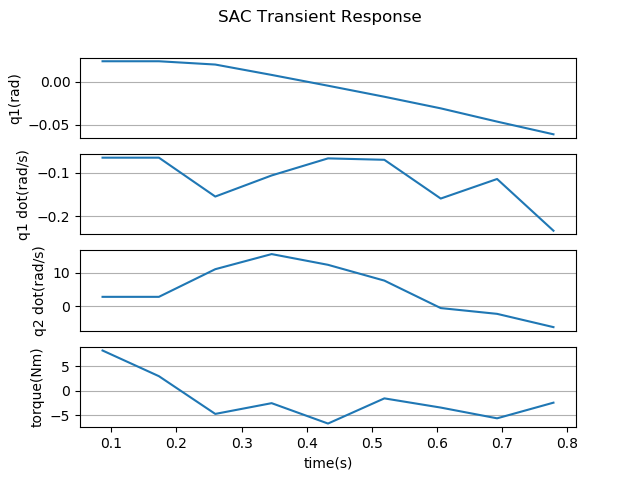 SAC Transient Response
q1(rad)
0.00
−0.05
q1 dot(rad/s)
−0.1
−0.2
q2 dot(rad/s)
10
0
torque(Nm)
5
0
−5
0.1 0.2 0.3 0.4 0.5 0.6 0.7 0.8
time(s)